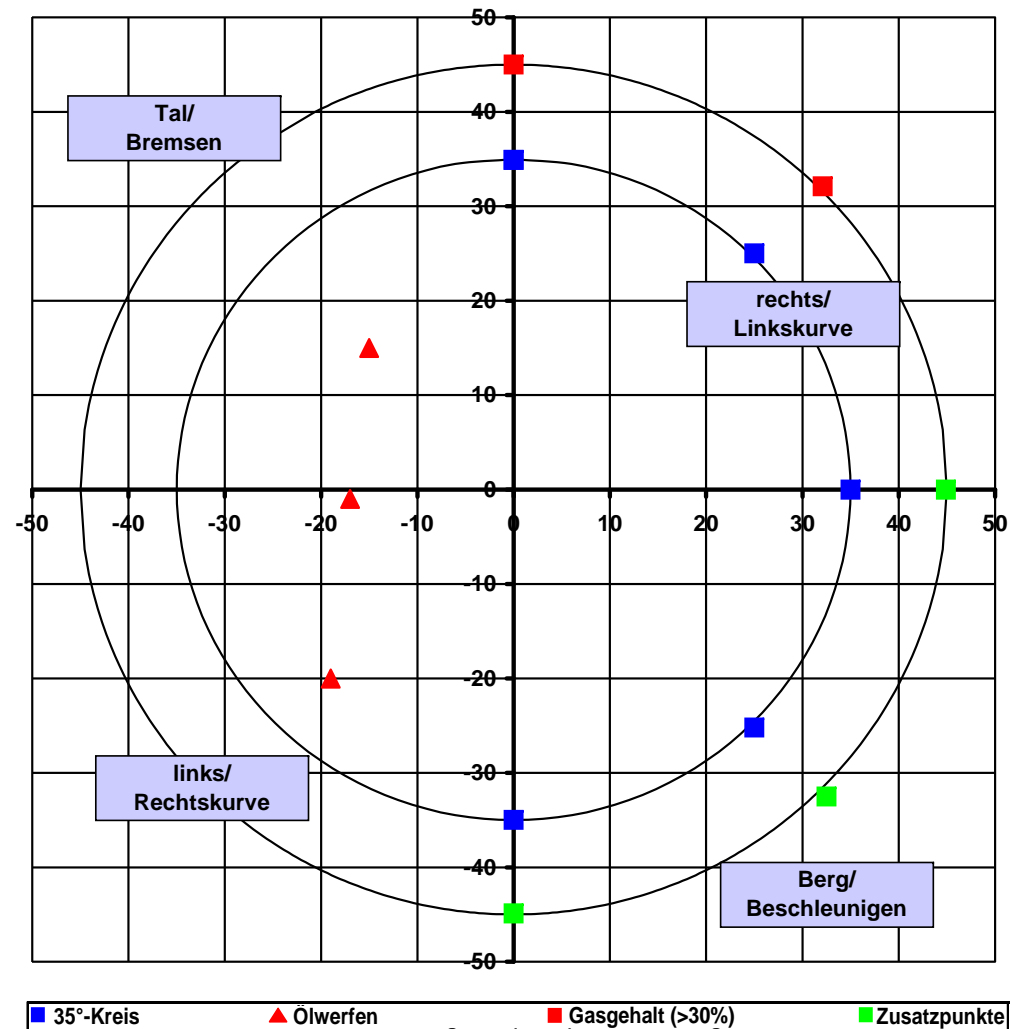 50
Tal/
Bremsen
40
30
rechts/
Linkskurve
20
10
0
-50 -40 -30 -20 -10 0 10 20 30 40 50
-10
-20
links/
Rechtskurve
-30
-40
Berg/
Beschleunigen
-50
35°-Kreis Ölwerfen Gasgehalt (>30%) Zusatzpunkte